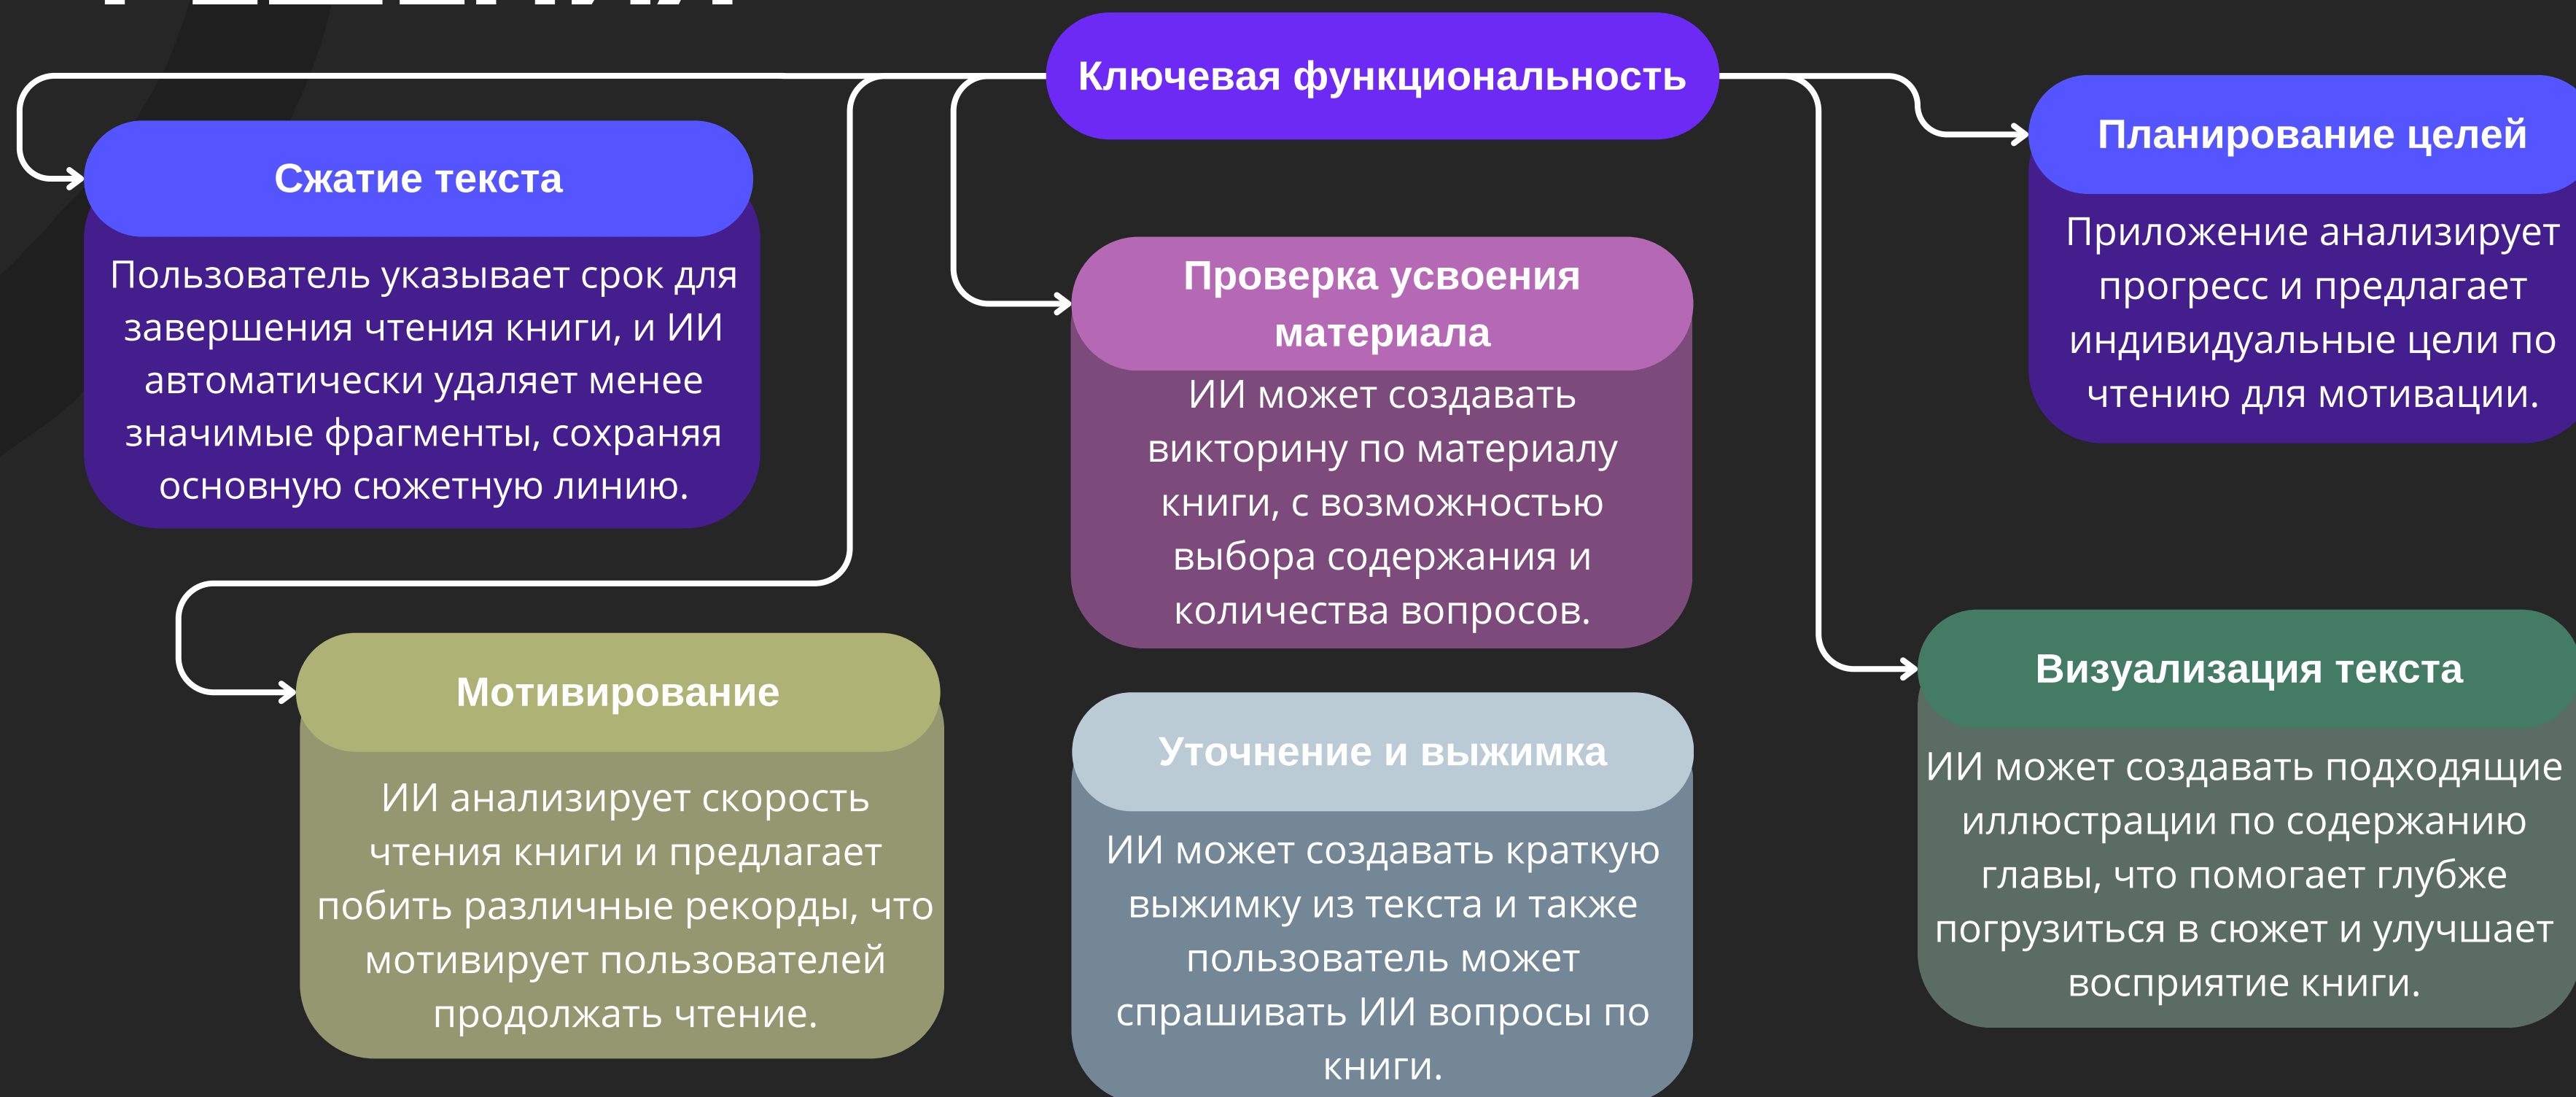 Ключевая функциональность
Сжатие текста
Пользователь указывает срок для
завершения чтения книги, и ИИ
автоматически удаляет менее
значимые фрагменты, сохраняя
основную сюжетную линию.
Проверка усвоения
материала
ИИ может создавать
викторину по материалу
книги, с возможностью
выбора содержания и
количества вопросов.
Планирование целей
Приложение анализирует
прогресс и предлагает
индивидуальные цели по
чтению для мотивации.
Мотивирование
ИИ анализирует скорость
чтения книги и предлагает
побить различные рекорды, что
мотивирует пользователей
продолжать чтение.
Уточнение и выжимка
ИИ может создавать краткую
выжимку из текста и также
пользователь может
спрашивать ИИ вопросы по
книги.
Визуализация текста
ИИ может создавать подходящие
иллюстрации по содержанию
главы, что помогает глубже
погрузиться в сюжет и улучшает
восприятие книги.